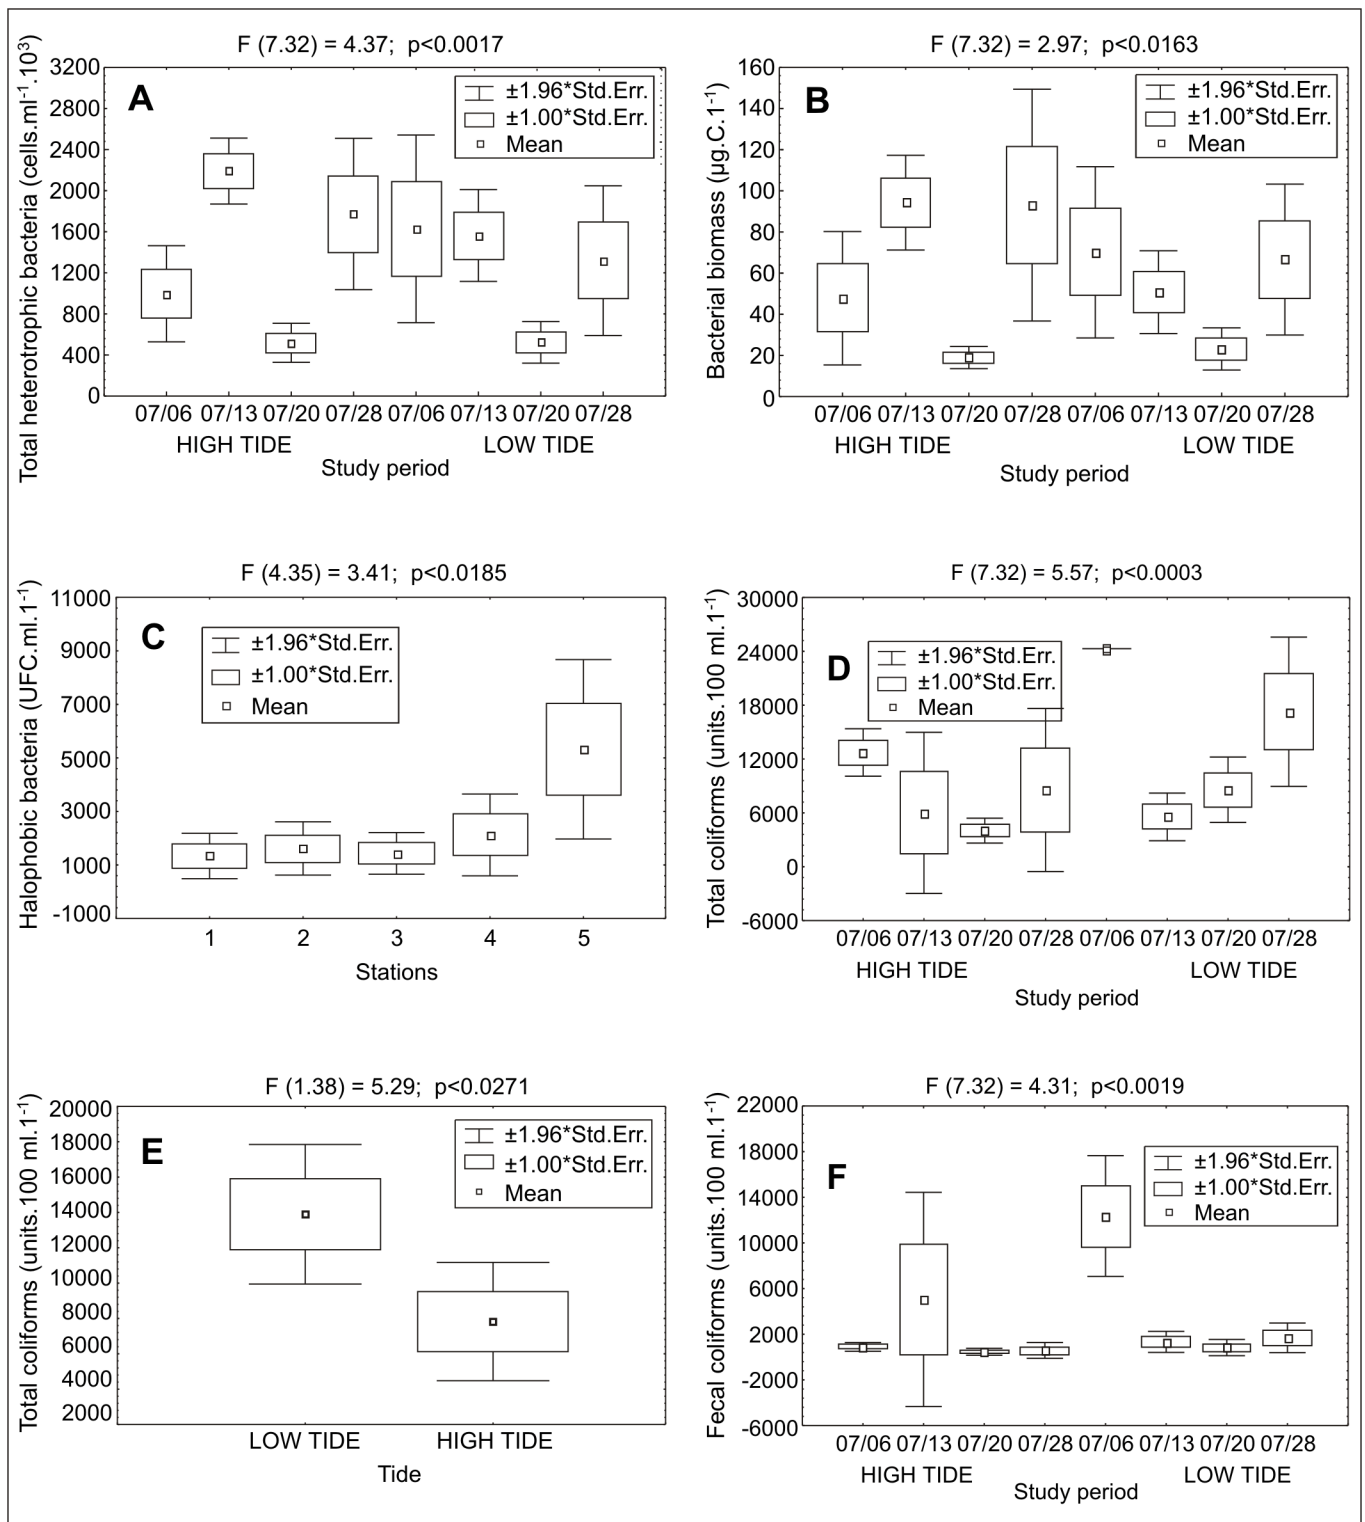 F (7.32) = 4.37;  p<0.0017
Total heterotrophic bacteria (cells.ml-1.10³)
3200
2800
2400
2000
1600
1200
800
400
0
A
±1.96*Std.Err.
±1.00*Std.Err.
Mean
07/06 07/13 07/20 07/28 07/06 07/13 07/20 07/28
HIGH TIDE LOW TIDE
Study period
F (7.32) = 2.97;  p<0.0163
Bacterial biomass (µg.C.1-1)
160
140
120
100
80
60
40
20
0
B
±1.96*Std.Err.
±1.00*Std.Err.
Mean
07/06 07/13 07/20 07/28 07/06 07/13 07/20 07/28
HIGH TIDE LOW TIDE
Study period
F (4.35) = 3.41;  p<0.0185
Halophobic bacteria (UFC.ml.1-1)
11000
9000
7000
5000
3000
1000
-1000
C
±1.96*Std.Err.
±1.00*Std.Err.
Mean
1 2 3 4 5
Stations
F (7.32) = 5.57;  p<0.0003
Total coliforms (units.100 ml.1-1)
30000
24000
18000
12000
6000
0
-6000
D
±1.96*Std.Err.
±1.00*Std.Err.
Mean
07/06 07/13 07/20 07/28 07/06 07/13 07/20 07/28
HIGH TIDE LOW TIDE
Study period
F (1.38) = 5.29;  p<0.0271
Total coliforms (units.100 ml.1-1)
20000
18000
16000
14000
12000
10000
8000
6000
4000
2000
E
±1.96*Std.Err.
±1.00*Std.Err.
Mean
LOW TIDE HIGH TIDE
Tide
F (7.32) = 4.31;  p<0.0019
Fecal coliforms (units.100 ml.1-1)
22000
18000
14000
10000
6000
2000
-2000
-6000
F
±1.96*Std.Err.
±1.00*Std.Err.
Mean
07/06 07/13 07/20 07/28 07/06 07/13 07/20 07/28
HIGH TIDE LOW TIDE
Study period